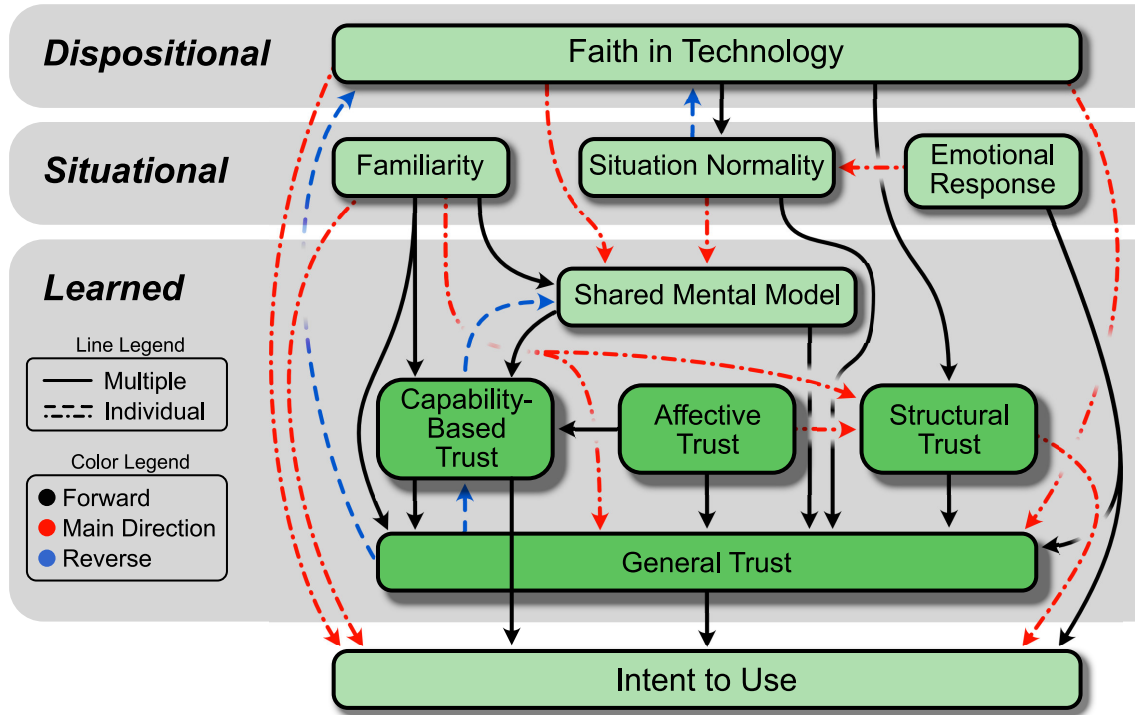 Dispositional
Faith in Technology
Situational
Familiarity
Situation Normality
Emotional
Response
Learned
Shared Mental Model
Line Legend
Multiple
Individual
Capability-
Based
Trust
Affective
Trust
Structural
Trust
Color Legend
Forward
Main Direction
Reverse
General Trust
Intent to Use